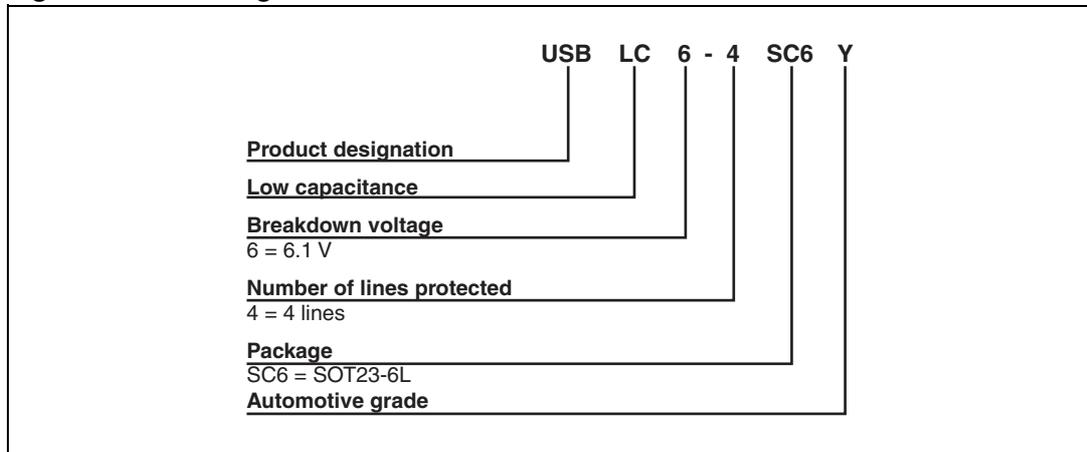 USB LC 6 - 4 SC6 Y
Product designation
Low capacitance
Breakdown voltage
6 = 6.1 V
Number of lines protected
4 = 4 lines
Package
SC6 = SOT23-6L
Automotive grade